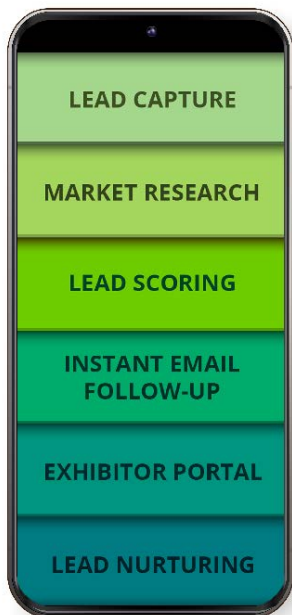 LEAD CAPTURE
MARKET RESEARCH
LEAD SCORING
INSTANT EMAIL
FOLLOW-UP
EXHIBITOR PORTAL
LEAD NURTURING